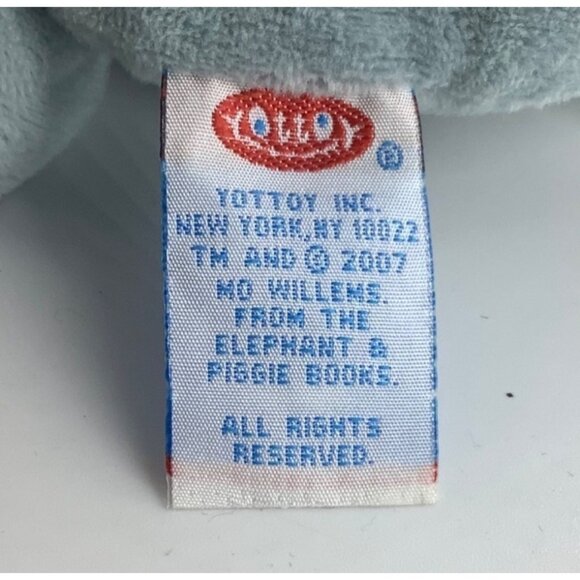 YOTTOY ®
YOTTOY INC.
NEW YORK, NY 10022
TM AND © 2007
MO WILLEMS.
FROM THE
ELEPHANT &
PIGGIE BOOKS.
ALL RIGHTS
RESERVED.